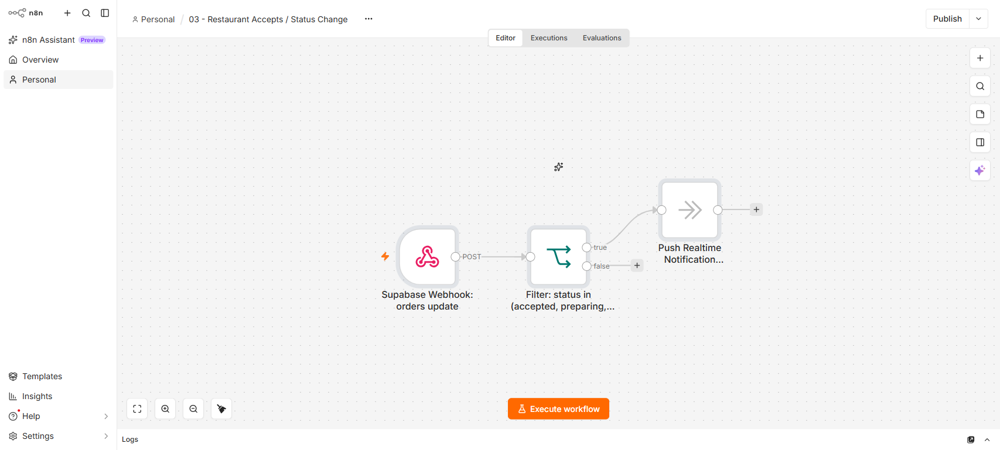 n8n
n8n Assistant Preview
Overview
Personal
Templates
Insights
Help
Settings
Personal / 03 - Restaurant Accepts / Status Change ...
Publish
Editor Executions Evaluations
POST
true
false
Supabase Webhook:
orders update
Filter: status in
(accepted, preparing,...
Push Realtime
Notification...
Execute workflow
Logs